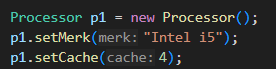 Processor p1 = new Processor();
p1.setMerk(merk: "Intel i5");
p1.setCache(cache: 4);